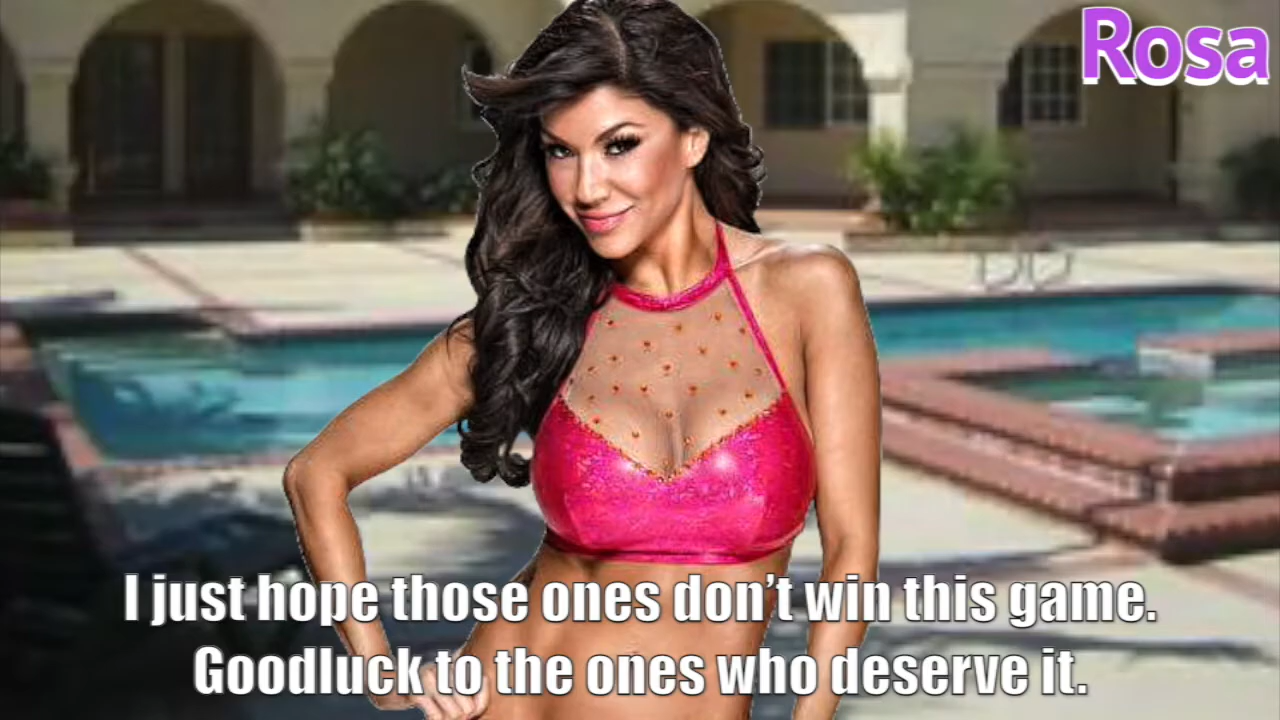 Rosa
I just hope those ones don’t win this game.
Goodluck to the ones who deserve it.